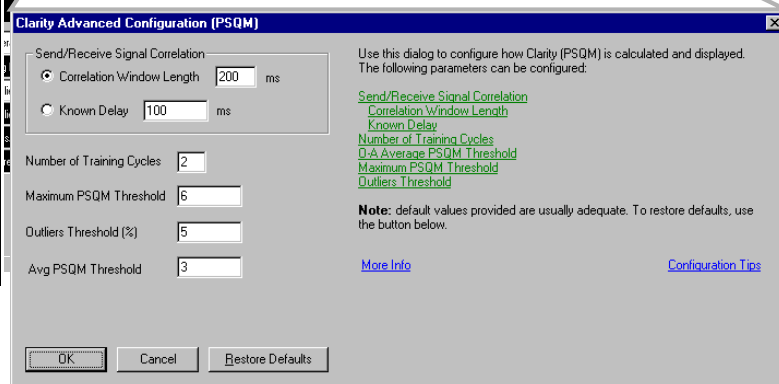 Clarity Advanced Configuration (PSQM)
Send/Receive Signal Correlation
Correlation Window Length 200 ms
Known Delay 100 ms
Number of Training Cycles 2
Maximum PSQM Threshold 6
Outliers Threshold (%) 5
Avg PSQM Threshold 3
OK Cancel Restore Defaults
Use this dialog to configure how Clarity (PSQM) is calculated and displayed.
The following parameters can be configured:
Send/Receive Signal Correlation
Correlation Window Length
Known Delay
Number of Training Cycles
O-A Average PSQM Threshold
Maximum PSQM Threshold
Outliers Threshold
Note: default values provided are usually adequate. To restore defaults, use
the button below.
More Info Configuration Tips